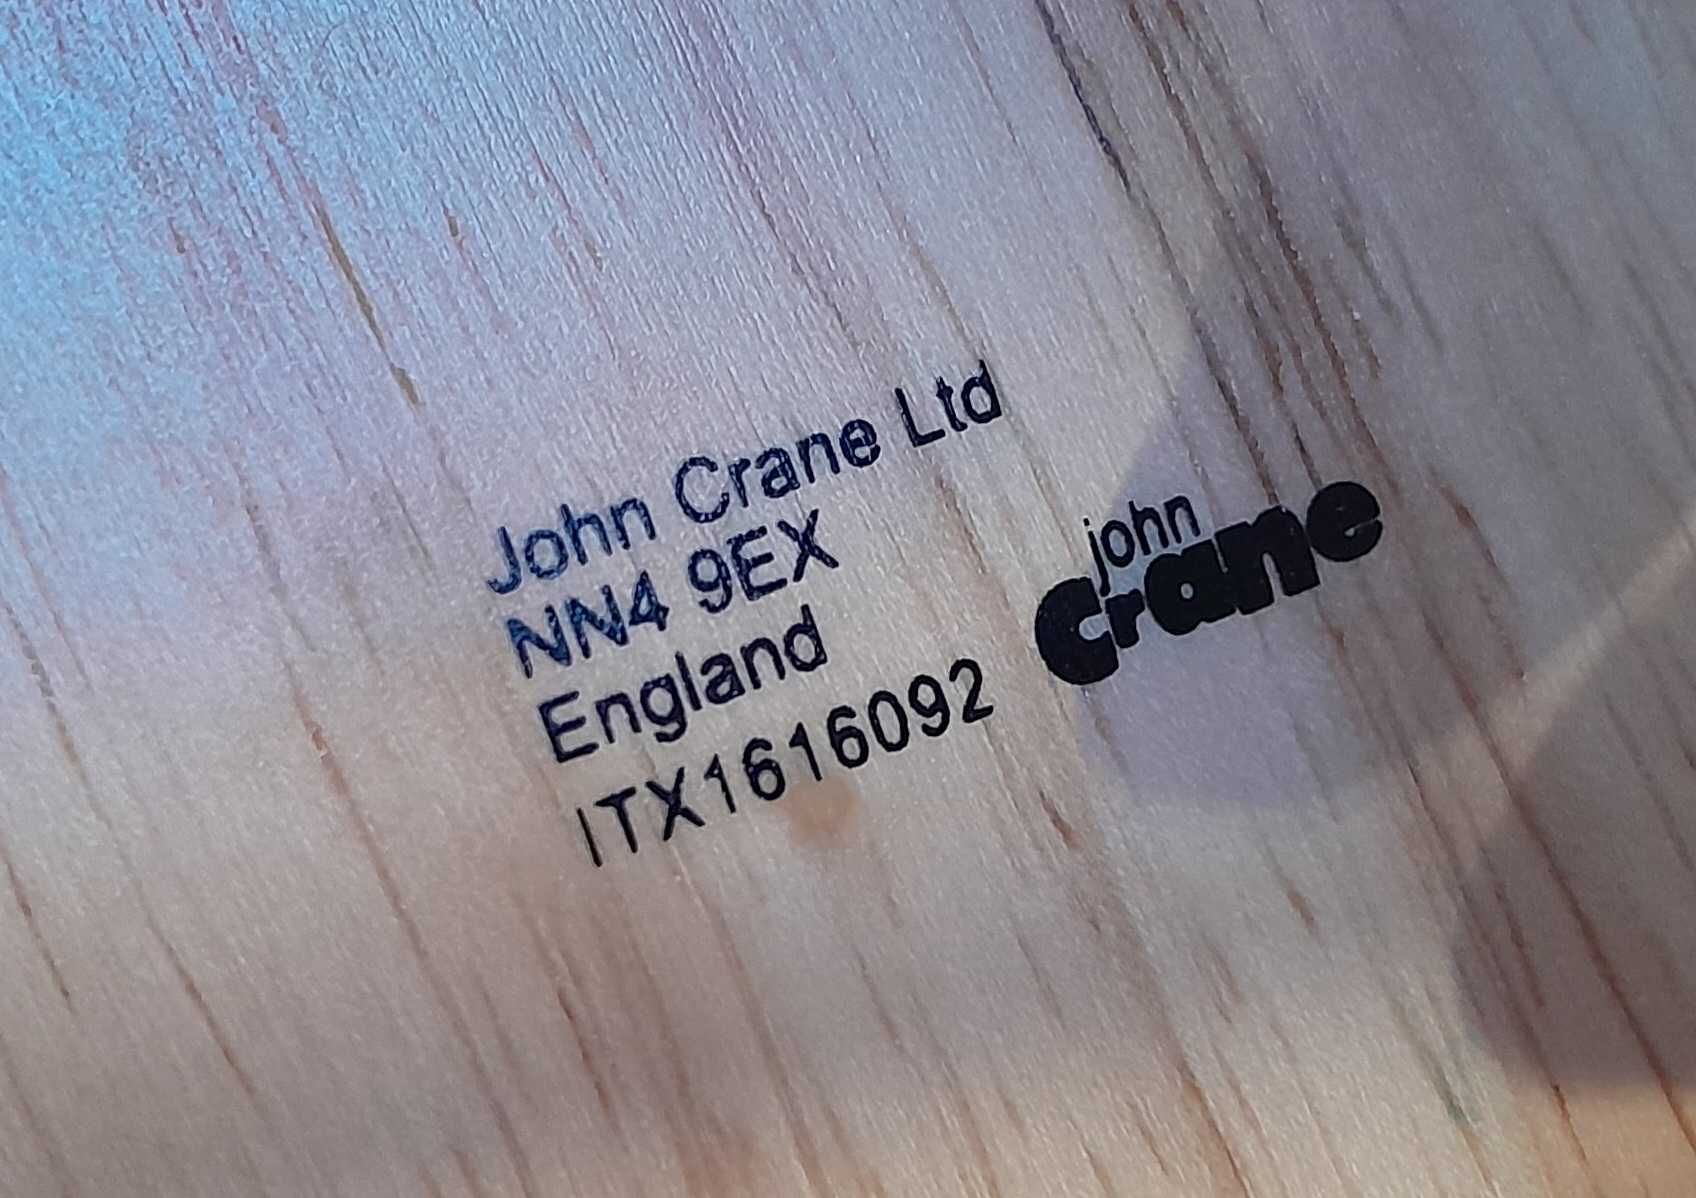 John Crane Ltd
NN4 9EX
England
ITX1616092
john
crane